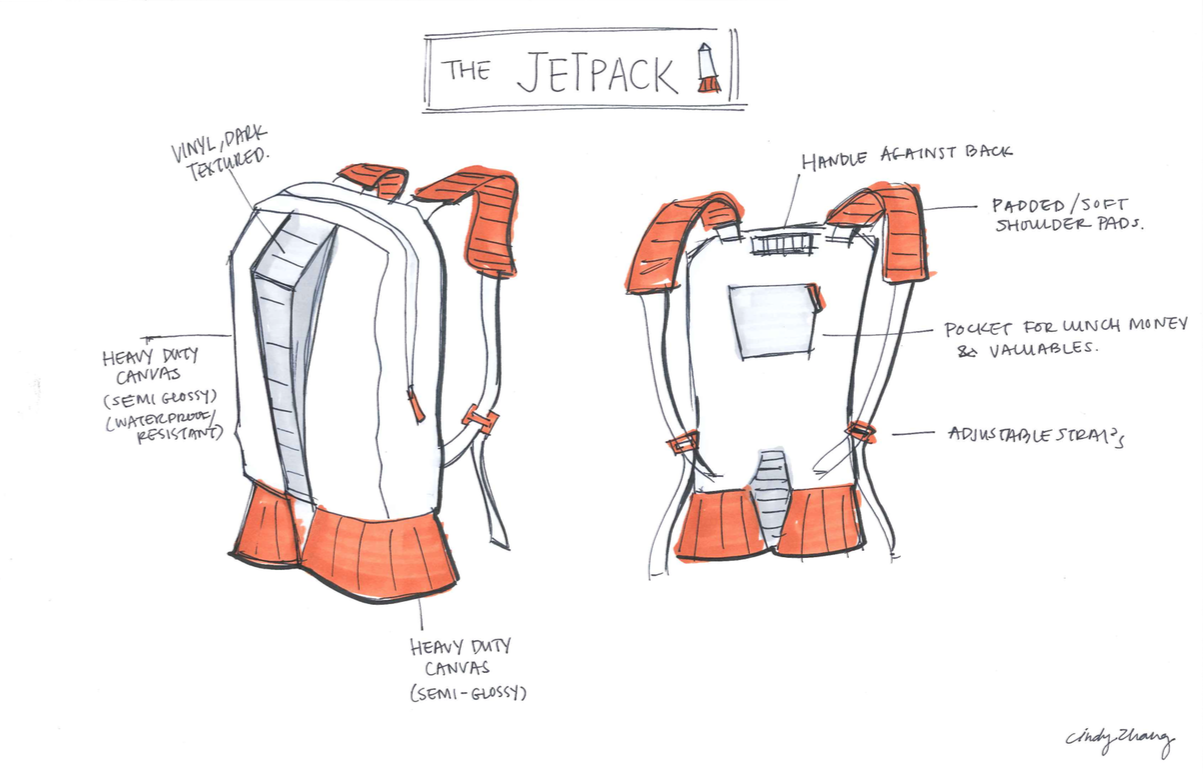 THE JETPACK
VINYL, DARK
TEXTURED.
HANDLE AGAINST BACK
PADDED/SOFT
SHOULDER PADS.
HEAVY DUTY
CANVAS
(SEMI GLOSSY)
(WATERPROOF/
RESISTANT)
POCKET FOR LUNCH MONEY
& VALUABLES.
ADJUSTABLE STRAPS
HEAVY DUTY
CANVAS
(SEMI-GLOSSY)
Cindy Zhang